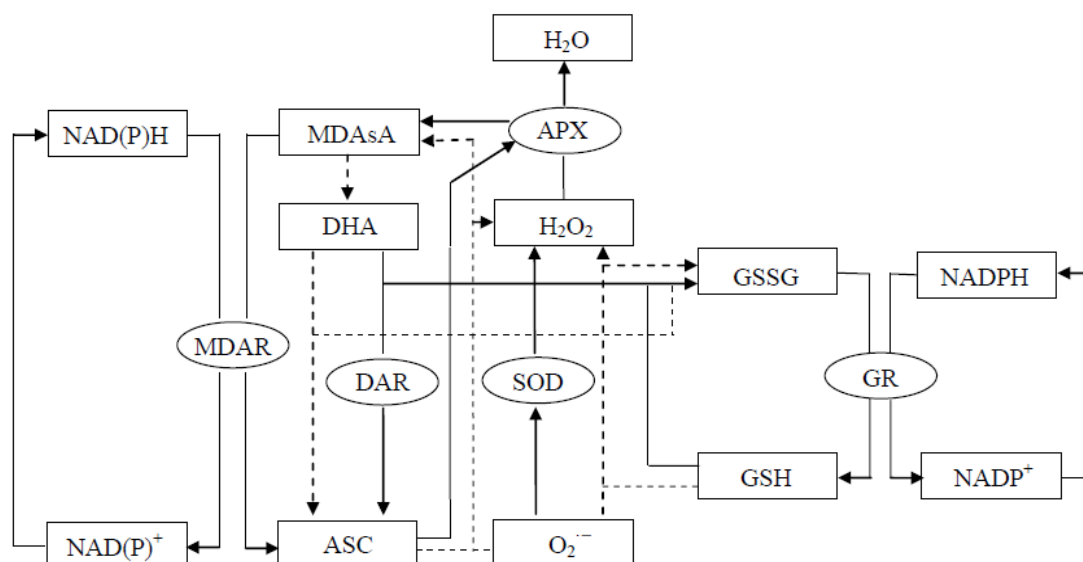 H₂O
NAD(P)H
MDAsA
APX
DHA
H₂O₂
GSSG
NADPH
MDAR
DAR
SOD
GR
GSH
NADP⁺
NAD(P)⁺
ASC
O₂·⁻